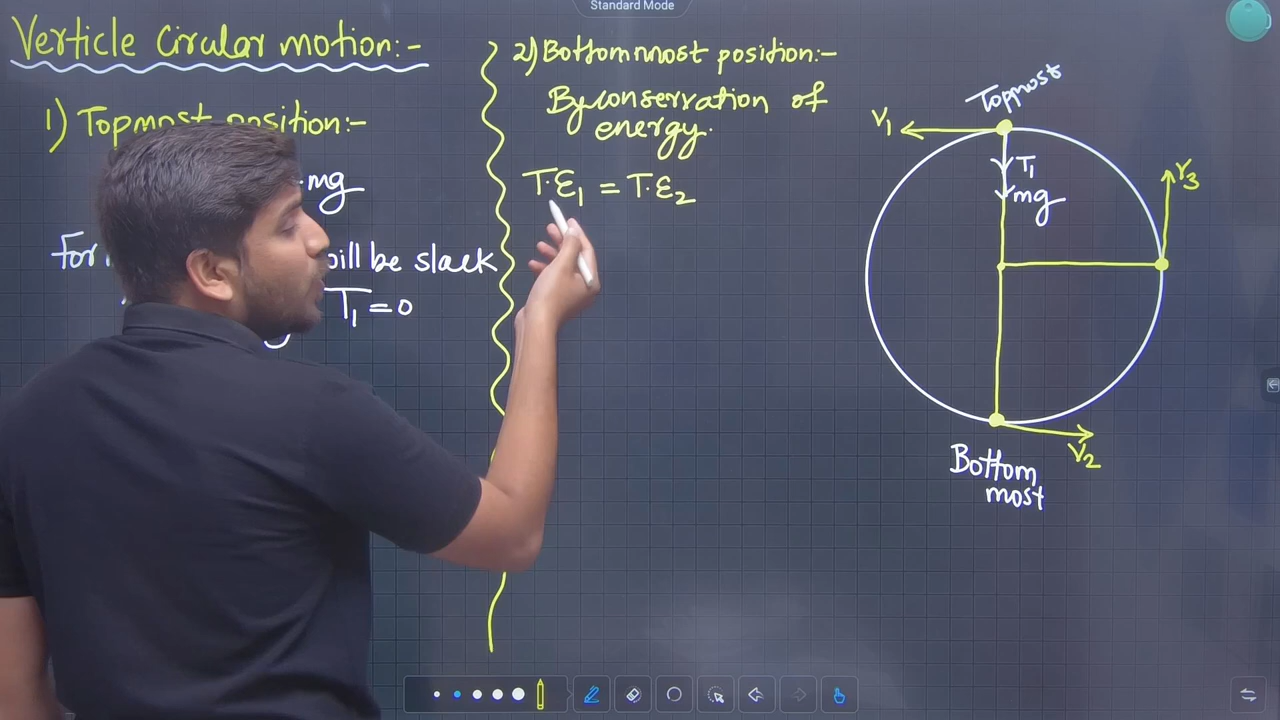 Standard Mode
Verticle Circular motion:-
1) Topmost position:-
mg
will be slack
T₁ = 0
2) Bottommost position:-
By conservation of
energy.
T.E₁ = T.E₂
Topmost
V₁
T₁
mg
V₃
V₂
Bottom
most